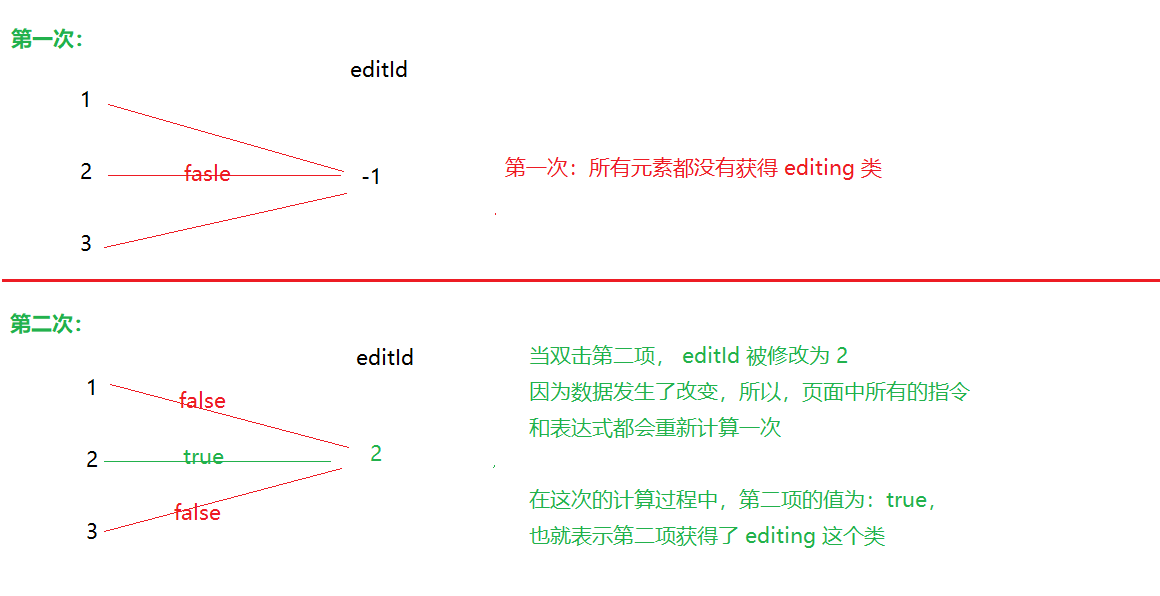 第一次：
editId
1
2
fasle
-1
3
第一次：所有元素都没有获得 editing 类
第二次：
editId
1
false
2
true
2
false
3
当双击第二项， editId 被修改为 2
因为数据发生了改变，所以，页面中所有的指令
和表达式都会重新计算一次
在这次的计算过程中，第二项的值为：true，
也就表示第二项获得了 editing 这个类